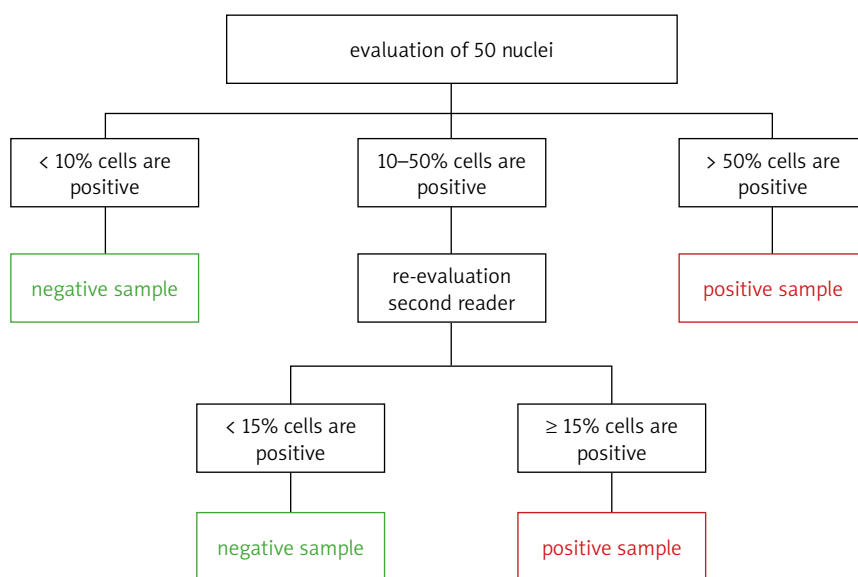 evaluation of 50 nuclei
< 10% cells are
positive
10–50% cells are
positive
> 50% cells are
positive
negative sample
re-evaluation
second reader
positive sample
< 15% cells are
positive
≥ 15% cells are
positive
negative sample
positive sample